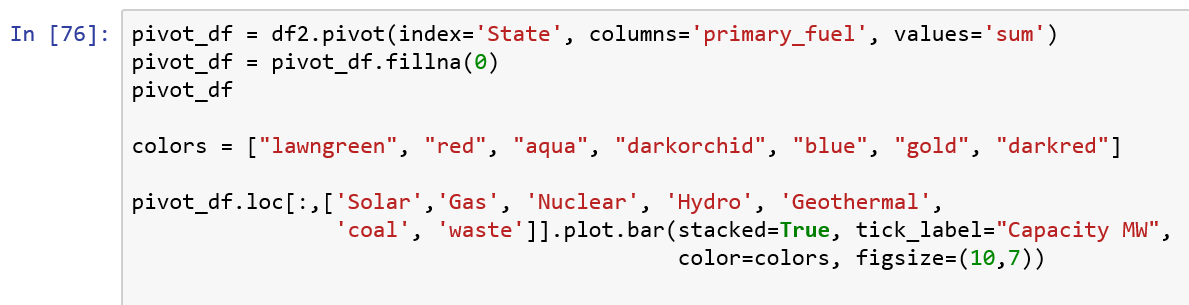 In [76]: pivot_df = df2.pivot(index='State', columns='primary_fuel', values='sum')
pivot_df = pivot_df.fillna(0)
pivot_df
colors = ["lawngreen", "red", "aqua", "darkorchid", "blue", "gold", "darkred"]
pivot_df.loc[:,['Solar','Gas', 'Nuclear', 'Hydro', 'Geothermal',
'coal', 'waste']].plot.bar(stacked=True, tick_label="Capacity MW",
color=colors, figsize=(10,7))